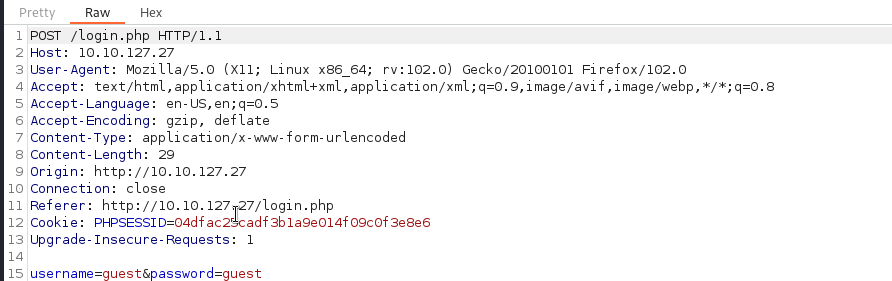 Pretty Raw Hex
1 POST /login.php HTTP/1.1
2 Host: 10.10.127.27
3 User-Agent: Mozilla/5.0 (X11; Linux x86_64; rv:102.0) Gecko/20100101 Firefox/102.0
4 Accept: text/html,application/xhtml+xml,application/xml;q=0.9,image/avif,image/webp,*/*;q=0.8
5 Accept-Language: en-US,en;q=0.5
6 Accept-Encoding: gzip, deflate
7 Content-Type: application/x-www-form-urlencoded
8 Content-Length: 29
9 Origin: http://10.10.127.27
10 Connection: close
11 Referer: http://10.10.127.27/login.php
12 Cookie: PHPSESSID=04dfac25cadf3b1a9e014f09c0f3e8e6
13 Upgrade-Insecure-Requests: 1
14
15 username=guest&password=guest